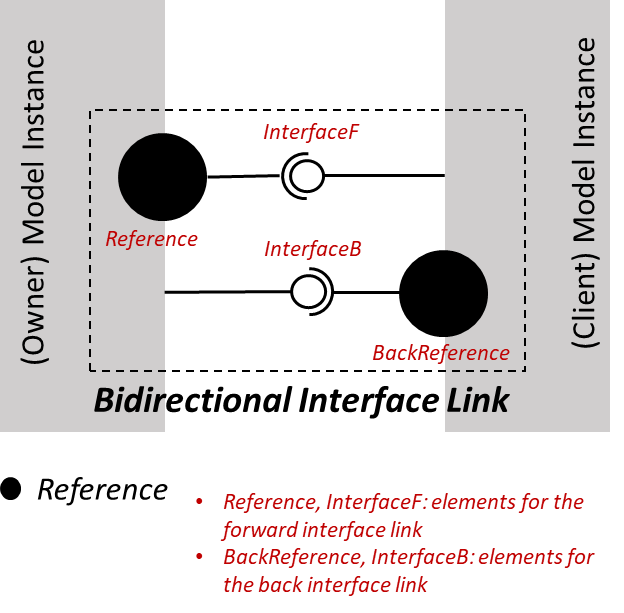 (Owner) Model Instance
InterfaceF
(Client) Model Instance
Reference
InterfaceB
BackReference
Bidirectional Interface Link
Reference
• Reference, InterfaceF: elements for the
forward interface link
• BackReference, InterfaceB: elements for
the back interface link